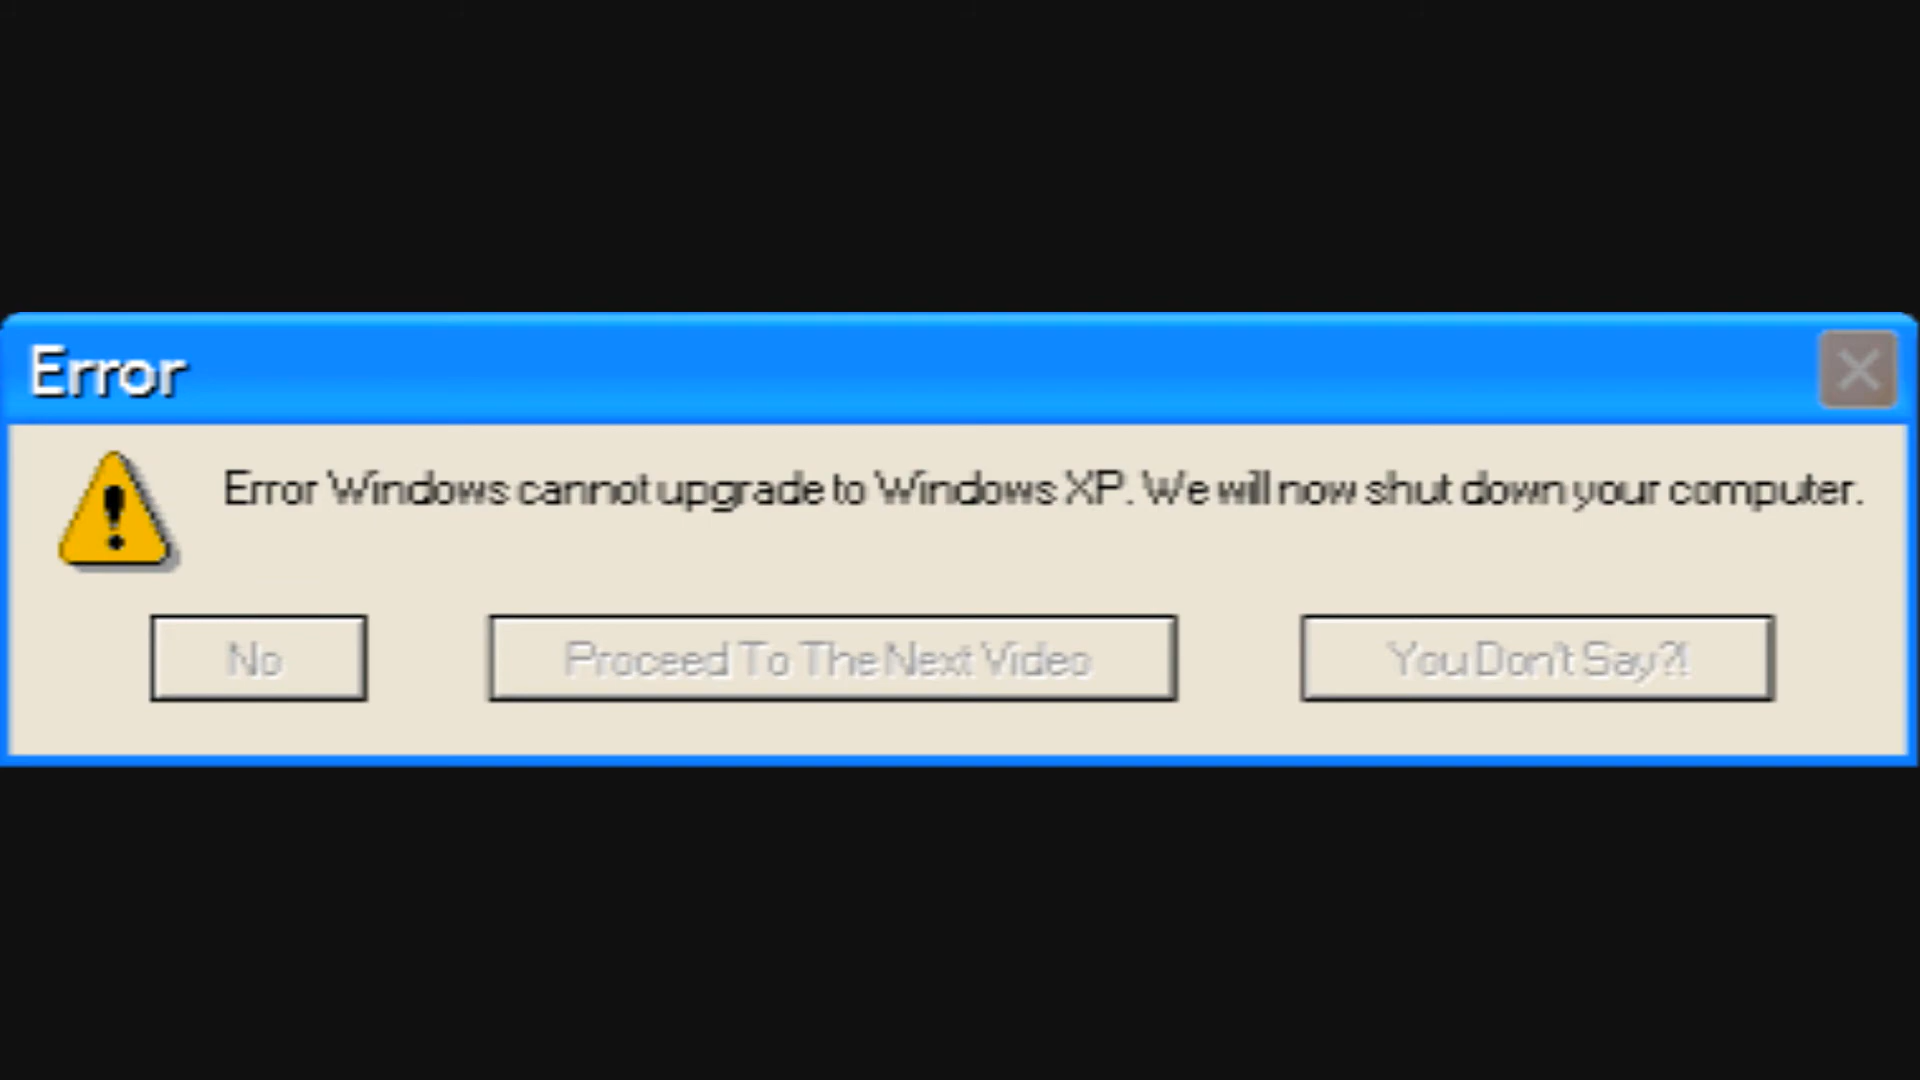 Error
Error Windows cannot upgrade to Windows XP. We will now shut down your computer.
No
Proceed To The Next Video
You Don't Say?!